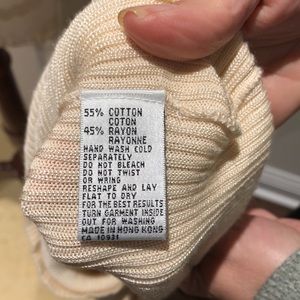 55% COTTON
COTON
45% RAYON
RAYONNE
HAND WASH COLD
SEPARATELY
DO NOT BLEACH
DO NOT TWIST
OR WRING
RESHAPE AND LAY
FLAT TO DRY
FOR THE BEST RESULTS
TURN GARMENT INSIDE
OUT FOR WASHING
MADE IN HONG KONG
CA 10931